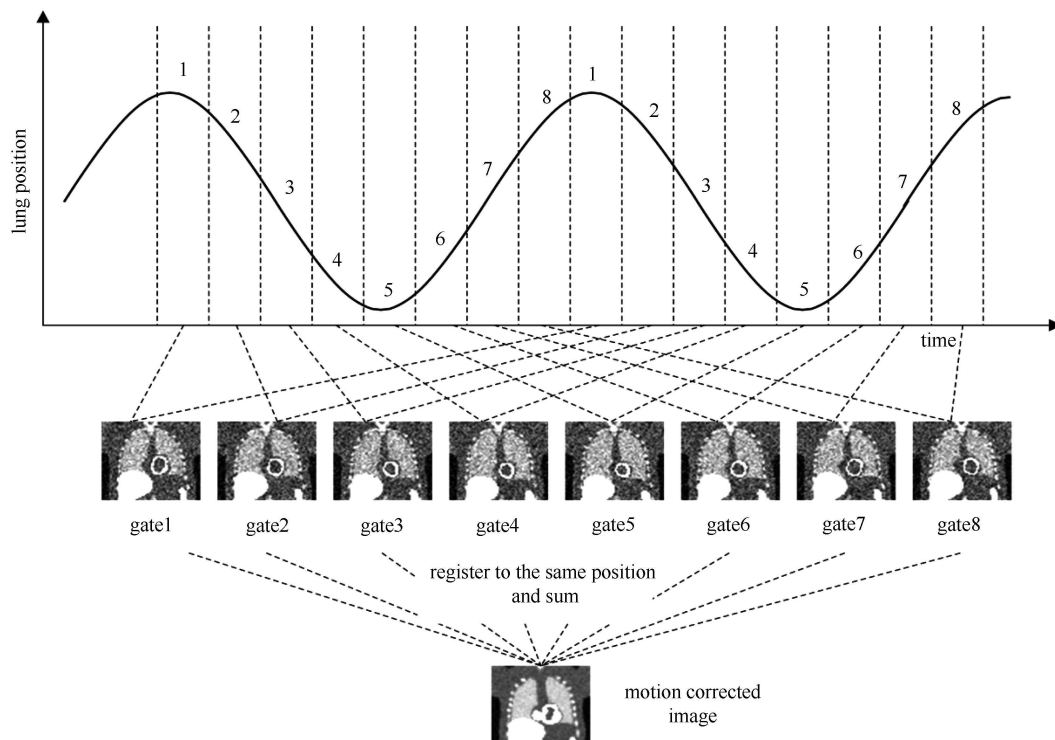 lung position
1
2
3
4
5
6
7
8
1
2
3
4
5
6
7
8
time
gate1 gate2 gate3 gate4 gate5 gate6 gate7 gate8
register to the same position
and sum
motion corrected
image